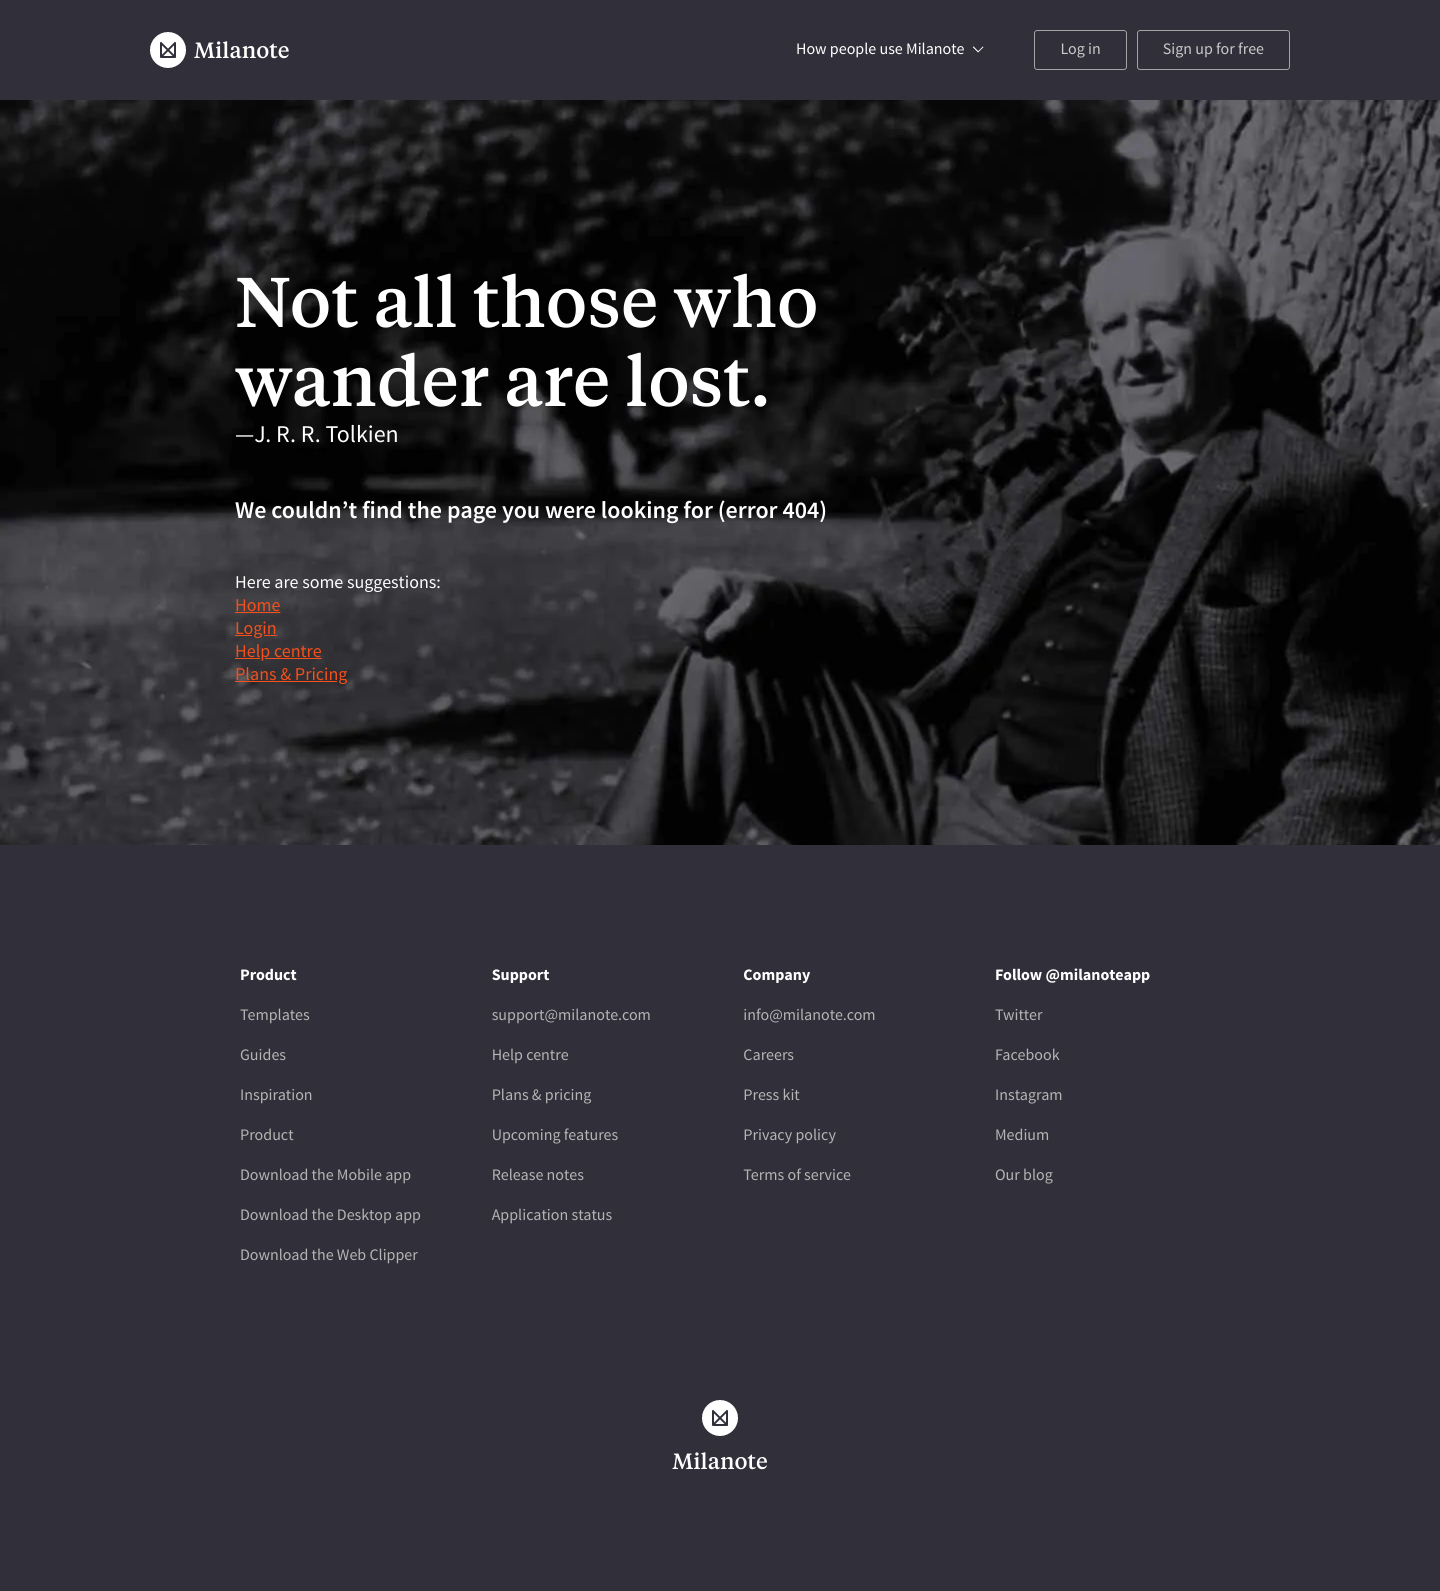 Milanote
How people use Milanote
Log in
Sign up for free
Not all those who
wander are lost.
—J. R. R. Tolkien
We couldn’t find the page you were looking for (error 404)
Here are some suggestions:
Home
Login
Help centre
Plans & Pricing
Product
Templates
Guides
Inspiration
Product
Download the Mobile app
Download the Desktop app
Download the Web Clipper
Support
support@milanote.com
Help centre
Plans & pricing
Upcoming features
Release notes
Application status
Company
info@milanote.com
Careers
Press kit
Privacy policy
Terms of service
Follow @milanoteapp
Twitter
Facebook
Instagram
Medium
Our blog
Milanote